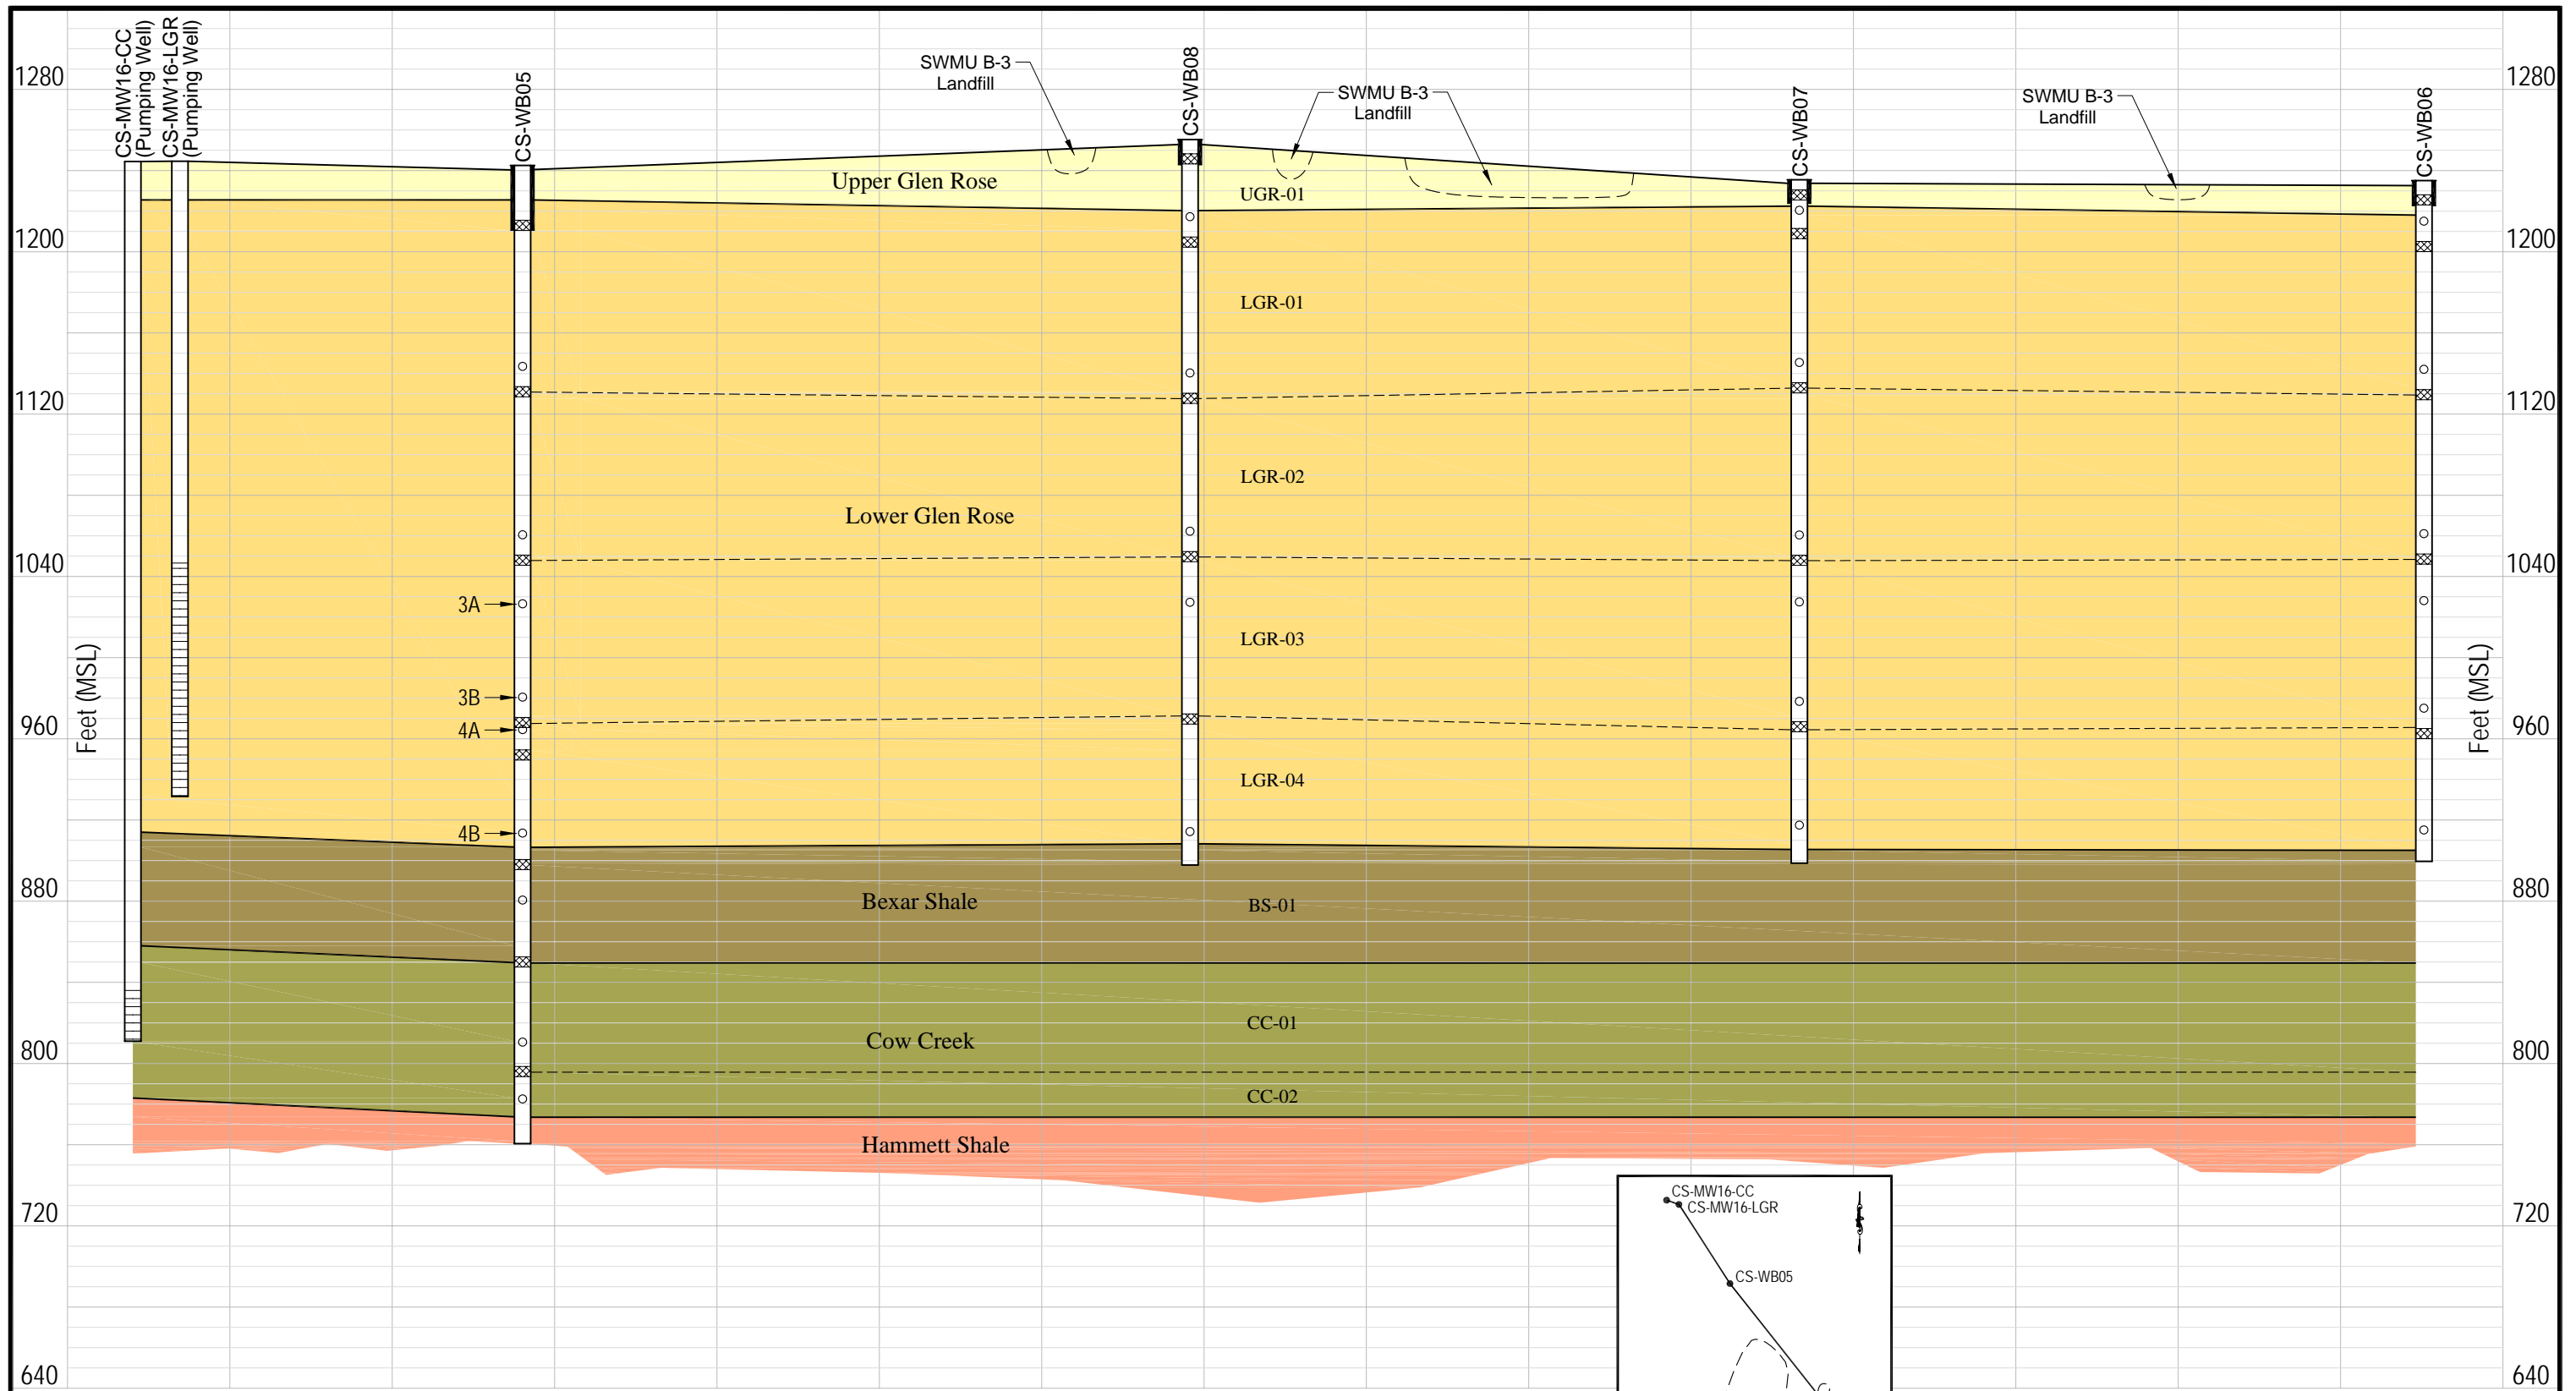 CS-MW16-CC
(Pumping Well)
CS-MW16-LGR
(Pumping Well)
CS-WB05
SWMU B-3
Landfill
CS-WB08
SWMU B-3
Landfill
CS-WB07
SWMU B-3
Landfill
CS-WB06
1280
1280
Upper Glen Rose
UGR-01
1200
1200
LGR-01
1120
1120
LGR-02
Lower Glen Rose
1040
1040
3A
LGR-03
Feet (MSL)
Feet (MSL)
3B
960
4A
960
LGR-04
4B
880
Bexar Shale
BS-01
880
CC-01
Cow Creek
800
800
CC-02
Hammett Shale
CS-MW16-CC
CS-MW16-LGR
720
720
CS-WB05
640
640